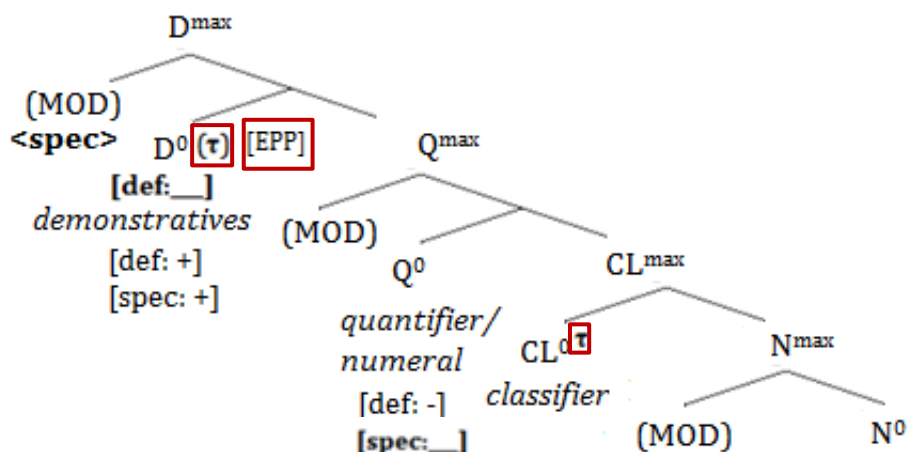 Dᵐᵃˣ
(MOD)
<spec>
D⁰ (τ) [EPP]
Qᵐᵃˣ
[def:__]
demonstratives
(MOD)
[def: +]
Q⁰
CLᵐᵃˣ
[spec: +]
quantifier/
numeral
CL⁰ τ
Nᵐᵃˣ
classifier
[def: -]
[spec:__]
(MOD)
N⁰